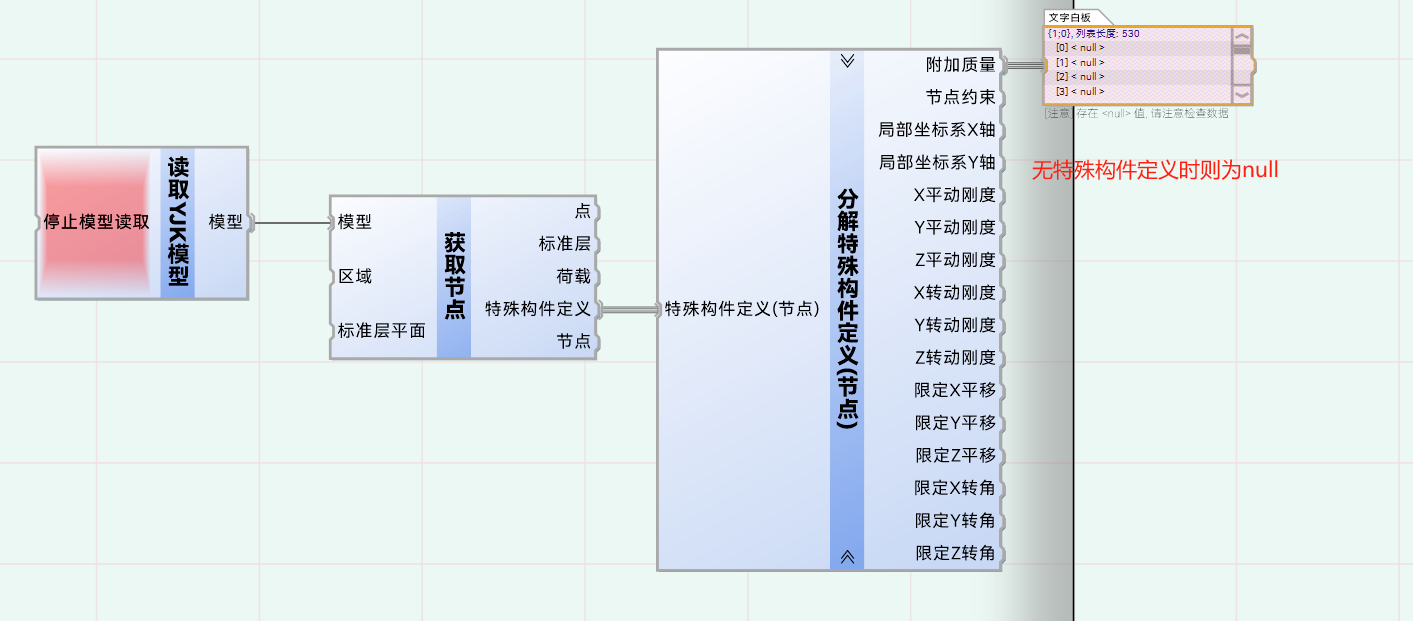 停止模型读取
读取YJK模型
模型
模型
区域
标准层平面
获取节点
点
标准层
荷载
特殊构件定义
节点
特殊构件定义(节点)
分解特殊构件定义(节点)
附加质量
节点约束
局部坐标系X轴
局部坐标系Y轴
X平动刚度
Y平动刚度
Z平动刚度
X转动刚度
Y转动刚度
Z转动刚度
限定X平移
限定Y平移
限定Z平移
限定X转角
限定Y转角
限定Z转角
文字白板
{1;0}, 列表长度: 530
[0] < null >
[1] < null >
[2] < null >
[3] < null >
[注意] 存在 <null> 值, 请注意检查数据
无特殊构件定义时则为null